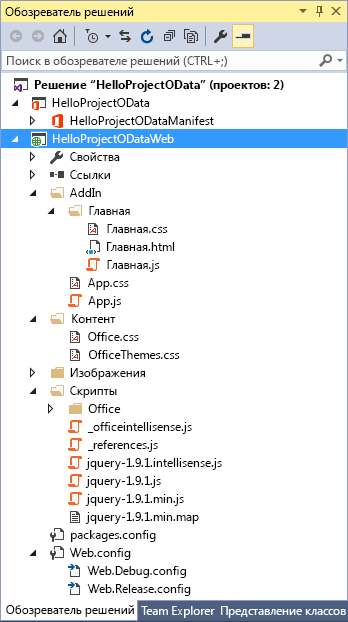 Обозреватель решений
Поиск в обозревателе решений (CTRL+;)
Решение “HelloProjectOData” (проектов: 2)
HelloProjectOData
HelloProjectODataManifest
HelloProjectODataWeb
Свойства
Ссылки
AddIn
Главная
Главная.css
Главная.html
Главная.js
App.css
App.js
Контент
Office.css
OfficeThemes.css
Изображения
Скрипты
Office
_officeintellisense.js
_references.js
jquery-1.9.1.intellisense.js
jquery-1.9.1.js
jquery-1.9.1.min.js
jquery-1.9.1.min.map
packages.config
Web.config
Web.Debug.config
Web.Release.config
Обозреватель решений Team Explorer Представление классов